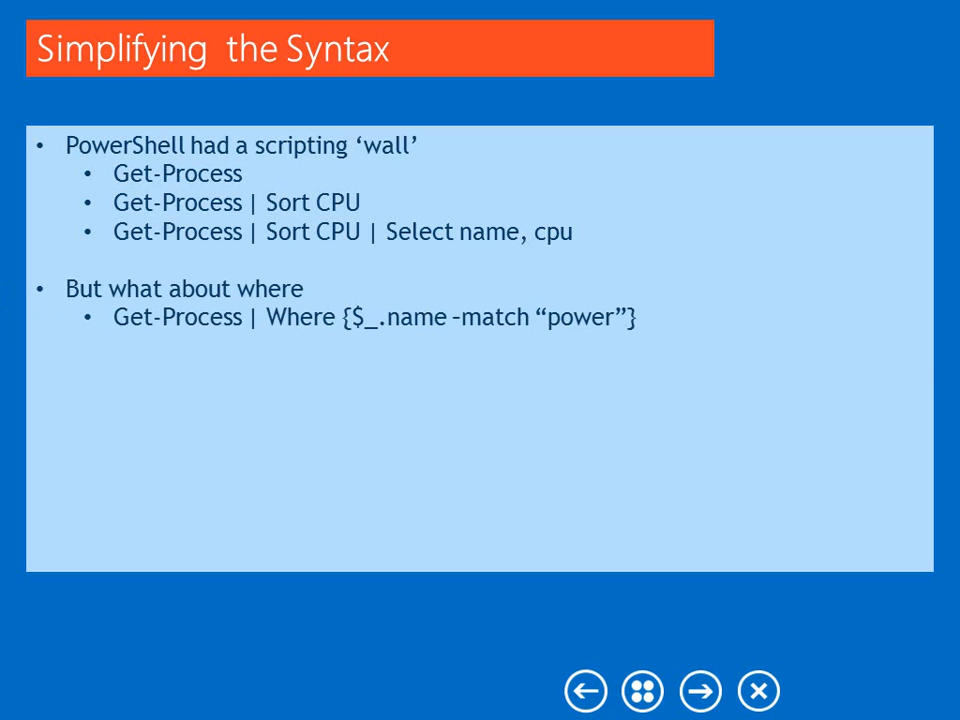 Simplifying  the Syntax
• PowerShell had a scripting ‘wall’
• Get-Process
• Get-Process | Sort CPU
• Get-Process | Sort CPU | Select name, cpu
• But what about where
• Get-Process | Where {$_.name –match “power”}